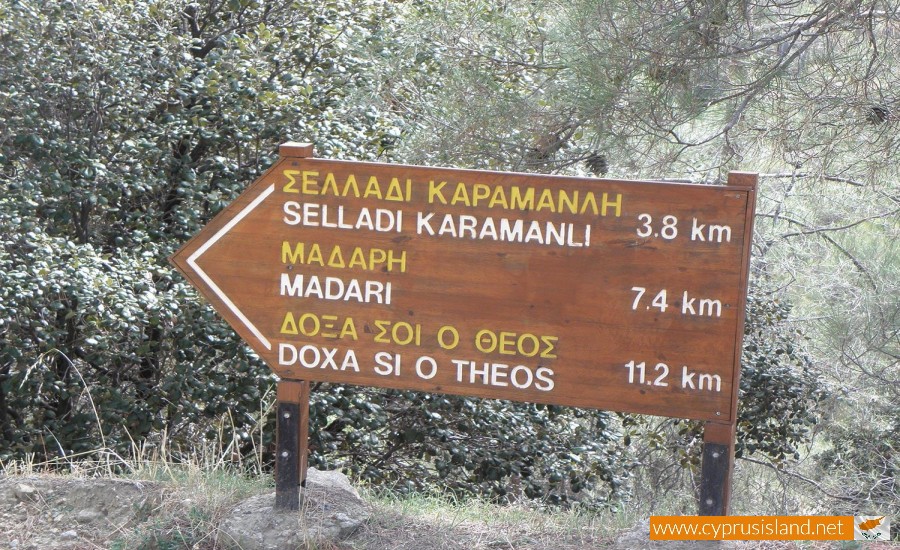 ΣΕΛΛΑΔΙ ΚΑΡΑΜΑΝΛΗ
SELLADI KARAMANLI 3.8 km
ΜΑΔΑΡΗ
MADARI 7.4 km
ΔΟΞΑ ΣΟΙ Ο ΘΕΟΣ
DOXA SI O THEOS 11.2 km
www.cyprusisland.net